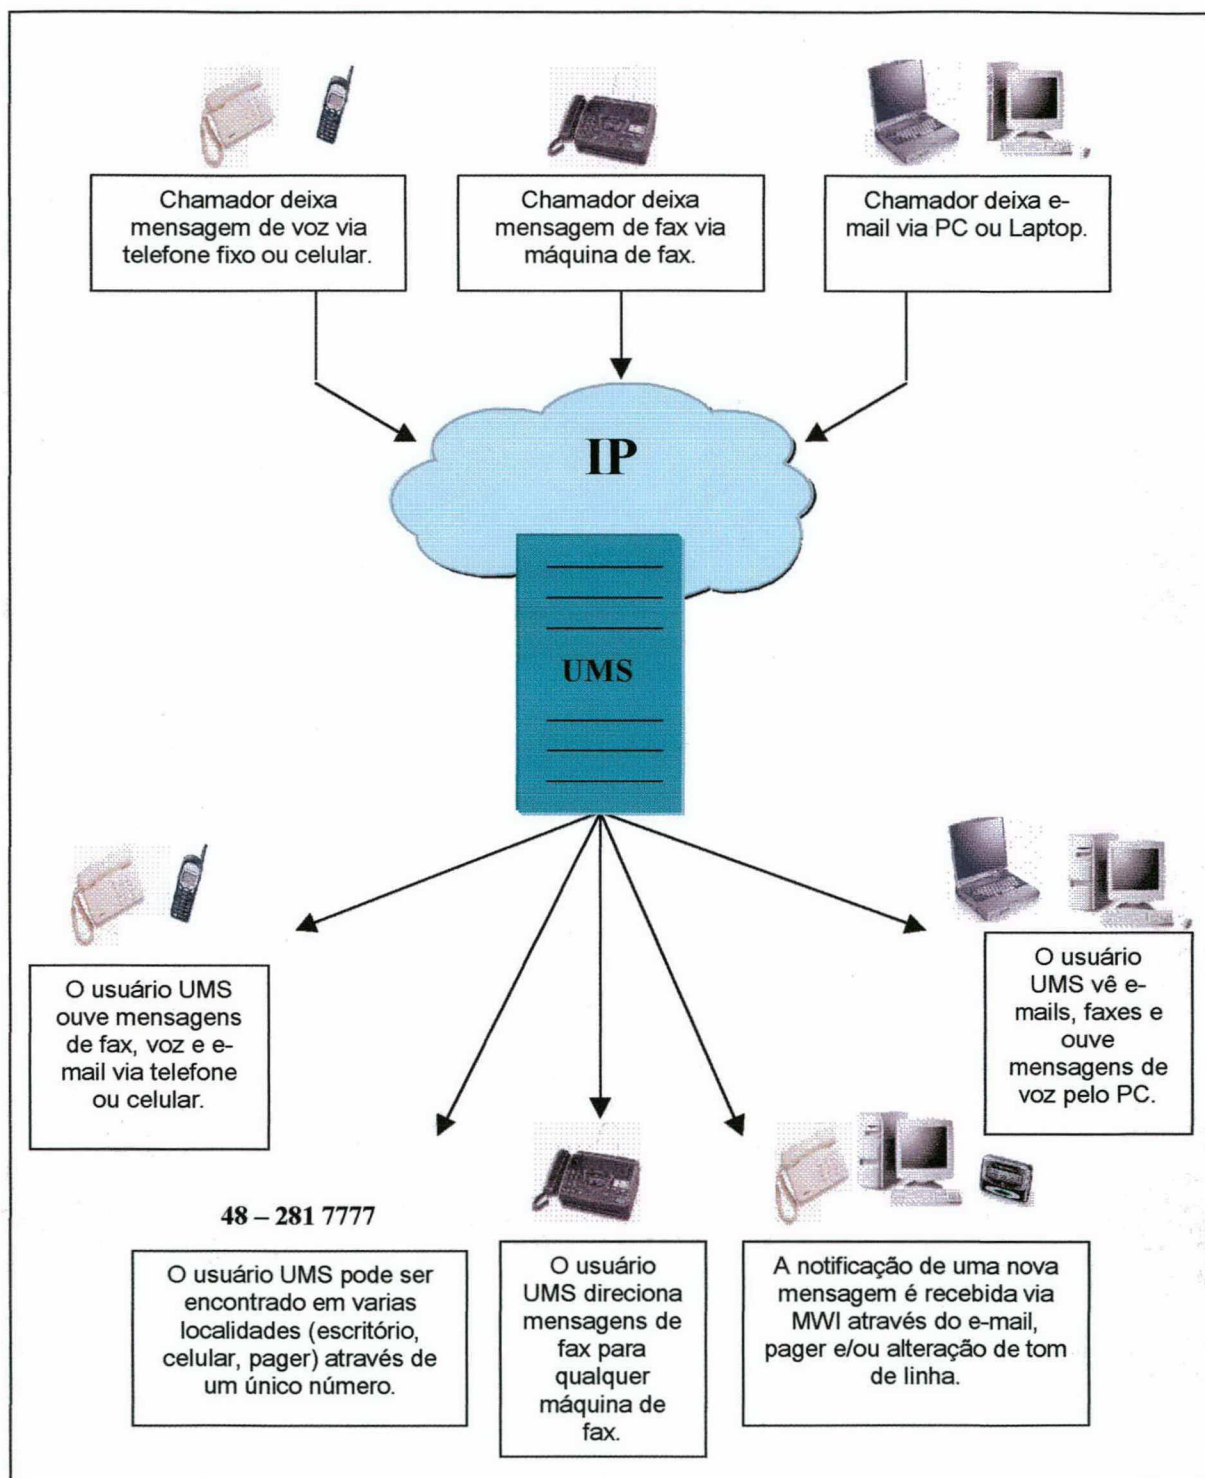 Chamador deixa
mensagem de voz via
telefone fixo ou celular.
Chamador deixa
mensagem de fax via
máquina de fax.
Chamador deixa e-
mail via PC ou Laptop.
IP
UMS
O usuário UMS
ouve mensagens
de fax, voz e e-
mail via telefone
ou celular.
O usuário
UMS vê e-
mails, faxes e
ouve
mensagens de
voz pelo PC.
48 – 281 7777
O usuário UMS pode ser
encontrado em varias
localidades (escritório,
celular, pager) através de
um único número.
O usuário
UMS direciona
mensagens de
fax para
qualquer
máquina de
fax.
A notificação de uma nova
mensagem é recebida via
MWI através do e-mail,
pager e/ou alteração de tom
de linha.